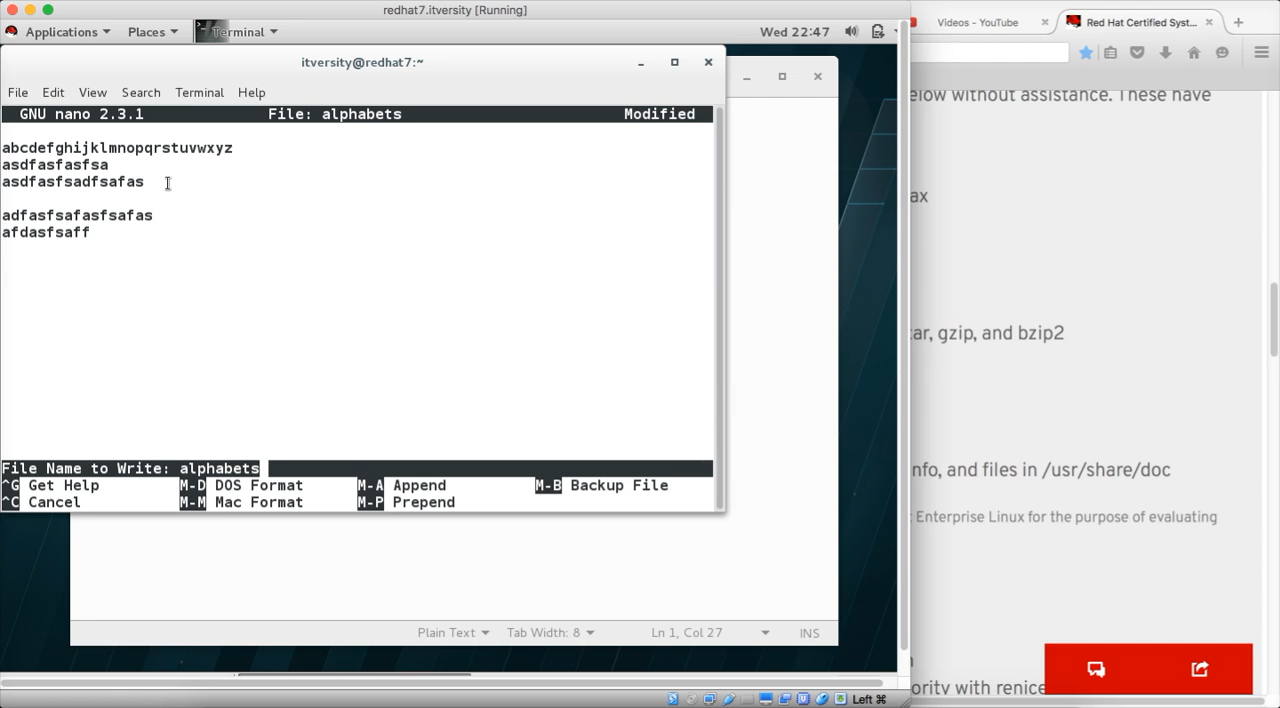 redhat7.itversity [Running]
Applications Places Terminal Wed 22:47
itversity@redhat7:~
File Edit View Search Terminal Help
GNU nano 2.3.1 File: alphabets Modified
abcdefghijklmnopqrstuvwxyz
asdfasfasfsa
asdfasfsadfsafas
adfasfsafasfsafas
afdasfsaff
File Name to Write: alphabets
^G Get Help M-D DOS Format M-A Append M-B Backup File
^C Cancel M-M Mac Format M-P Prepend
Plain Text Tab Width: 8 Ln 1, Col 27 INS
Left ⌘
Videos - YouTube × Red Hat Certified Syst... × +
elow without assistance. These have
ax
ar, gzip, and bzip2
nfo, and files in /usr/share/doc
Enterprise Linux for the purpose of evaluating
ority with renice